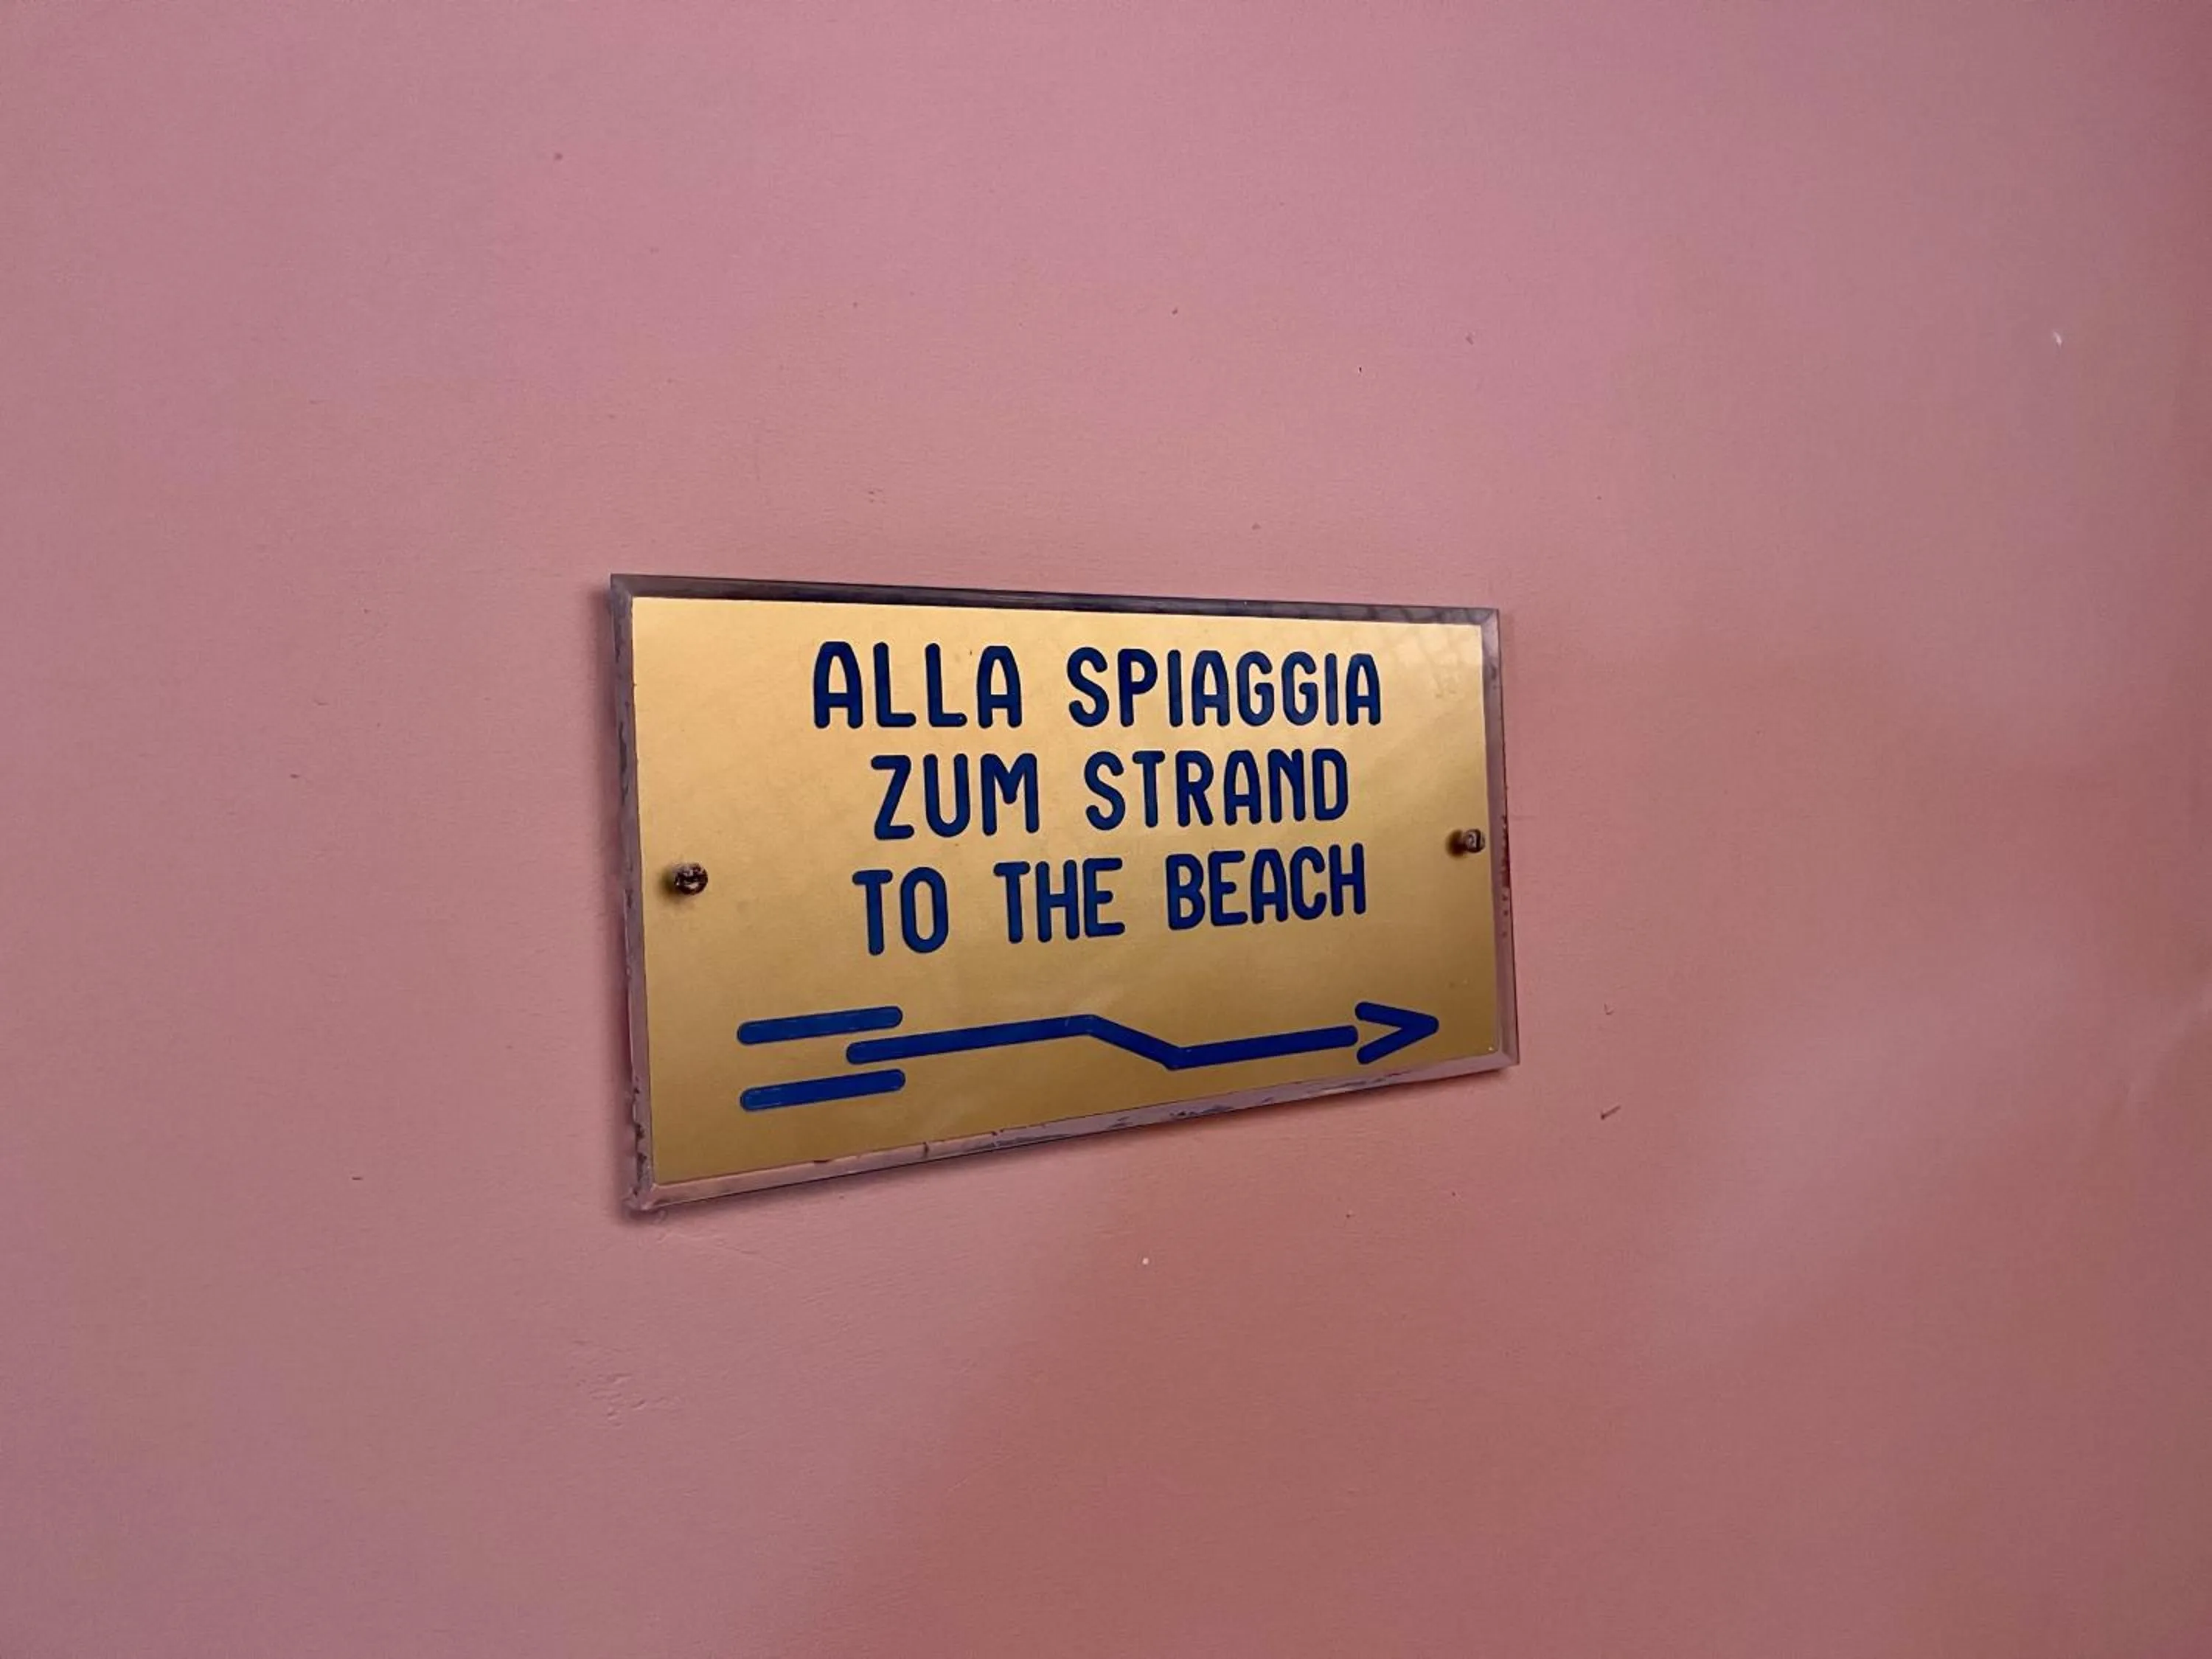 ALLA SPIAGGIA
ZUM STRAND
TO THE BEACH